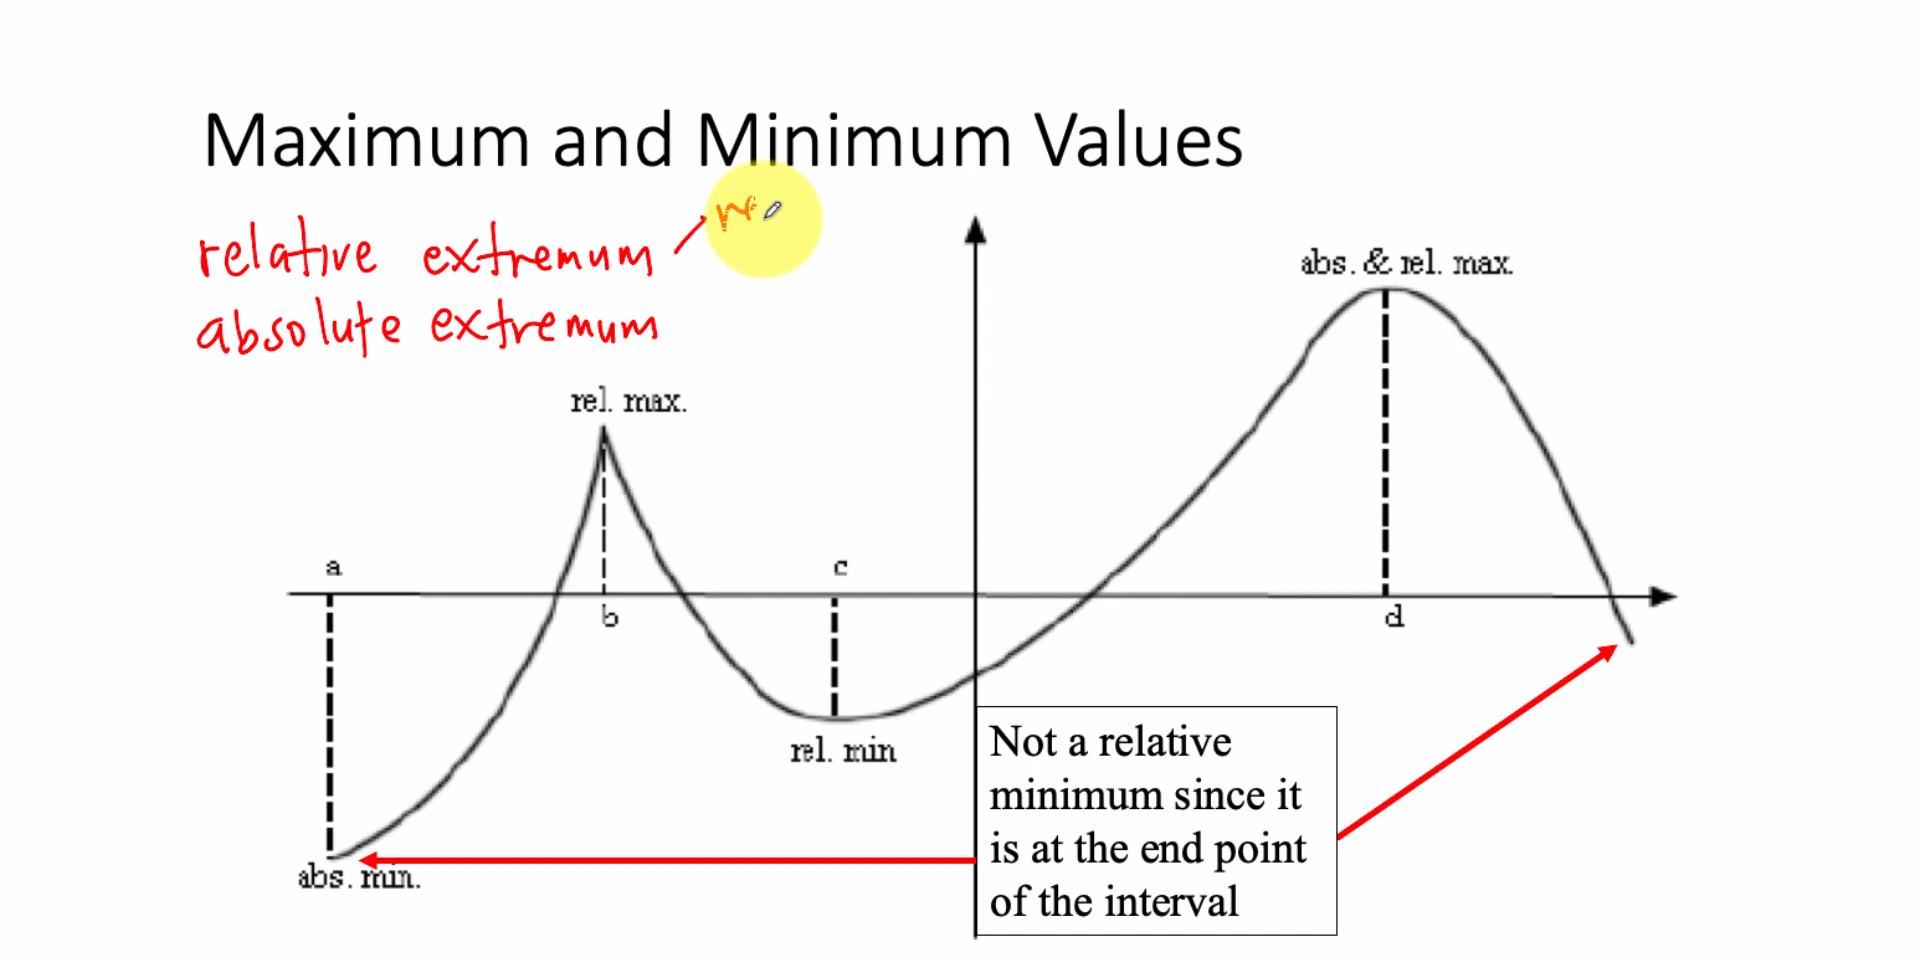 Maximum and Minimum Values
relative extremum
absolute extremum
abs. & rel. max.
rel. max.
a
c
b
d
rel. min
Not a relative
minimum since it
is at the end point
of the interval
abs. min.